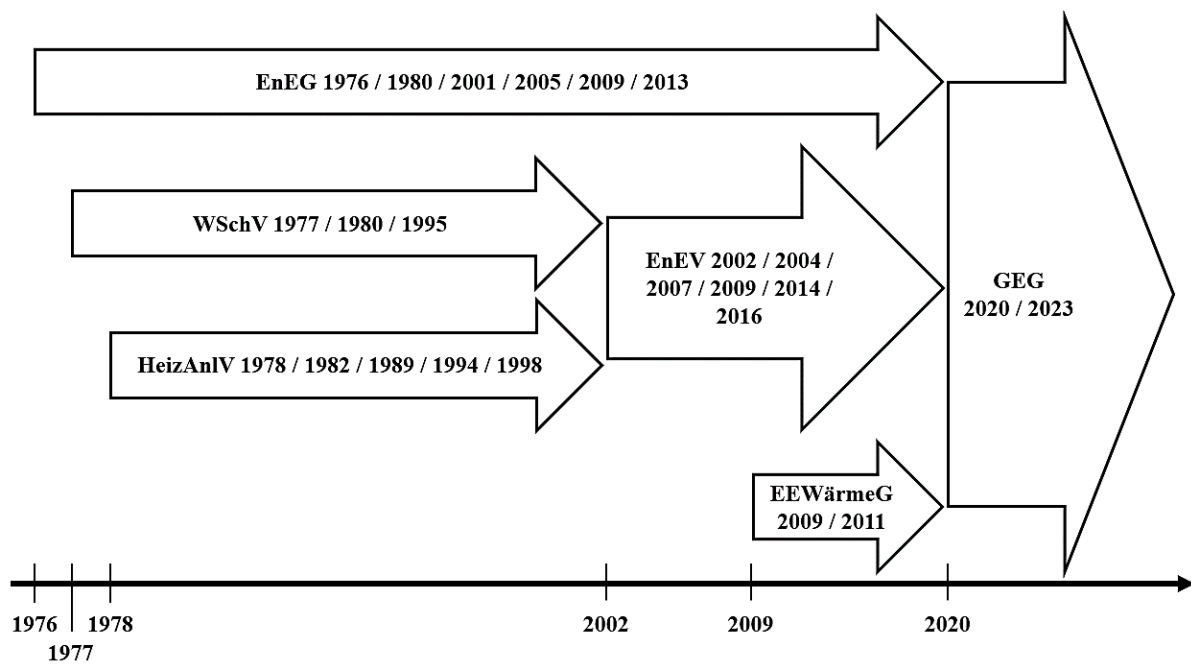 EnEG 1976 / 1980 / 2001 / 2005 / 2009 / 2013
WSchV 1977 / 1980 / 1995
HeizAnlV 1978 / 1982 / 1989 / 1994 / 1998
EnEV 2002 / 2004 /
2007 / 2009 / 2014 /
2016
EEWärmeG
2009 / 2011
GEG
2020 / 2023
1976
1977
1978
2002
2009
2020